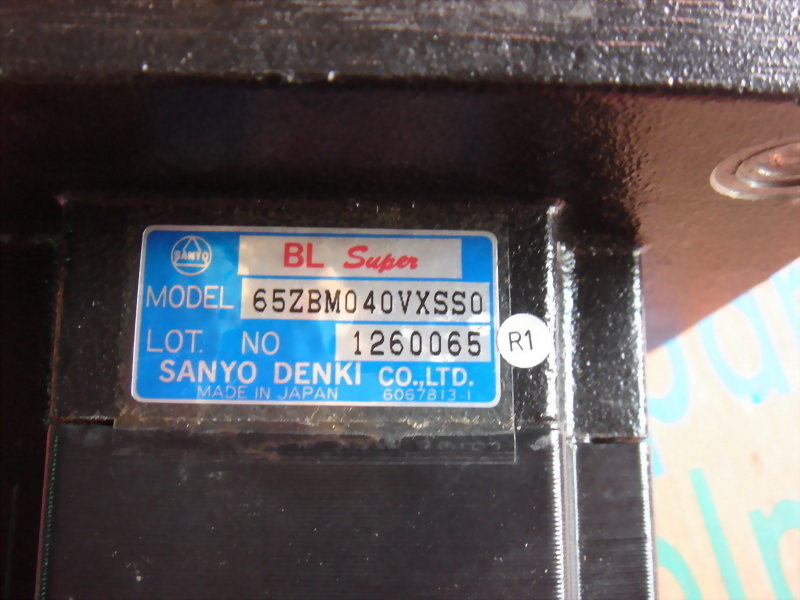 SANYO
BL Super
MODEL 65ZBM040VXSS0
LOT. NO 1260065
R1
SANYO DENKI CO.,LTD.
MADE IN JAPAN 6067813-1